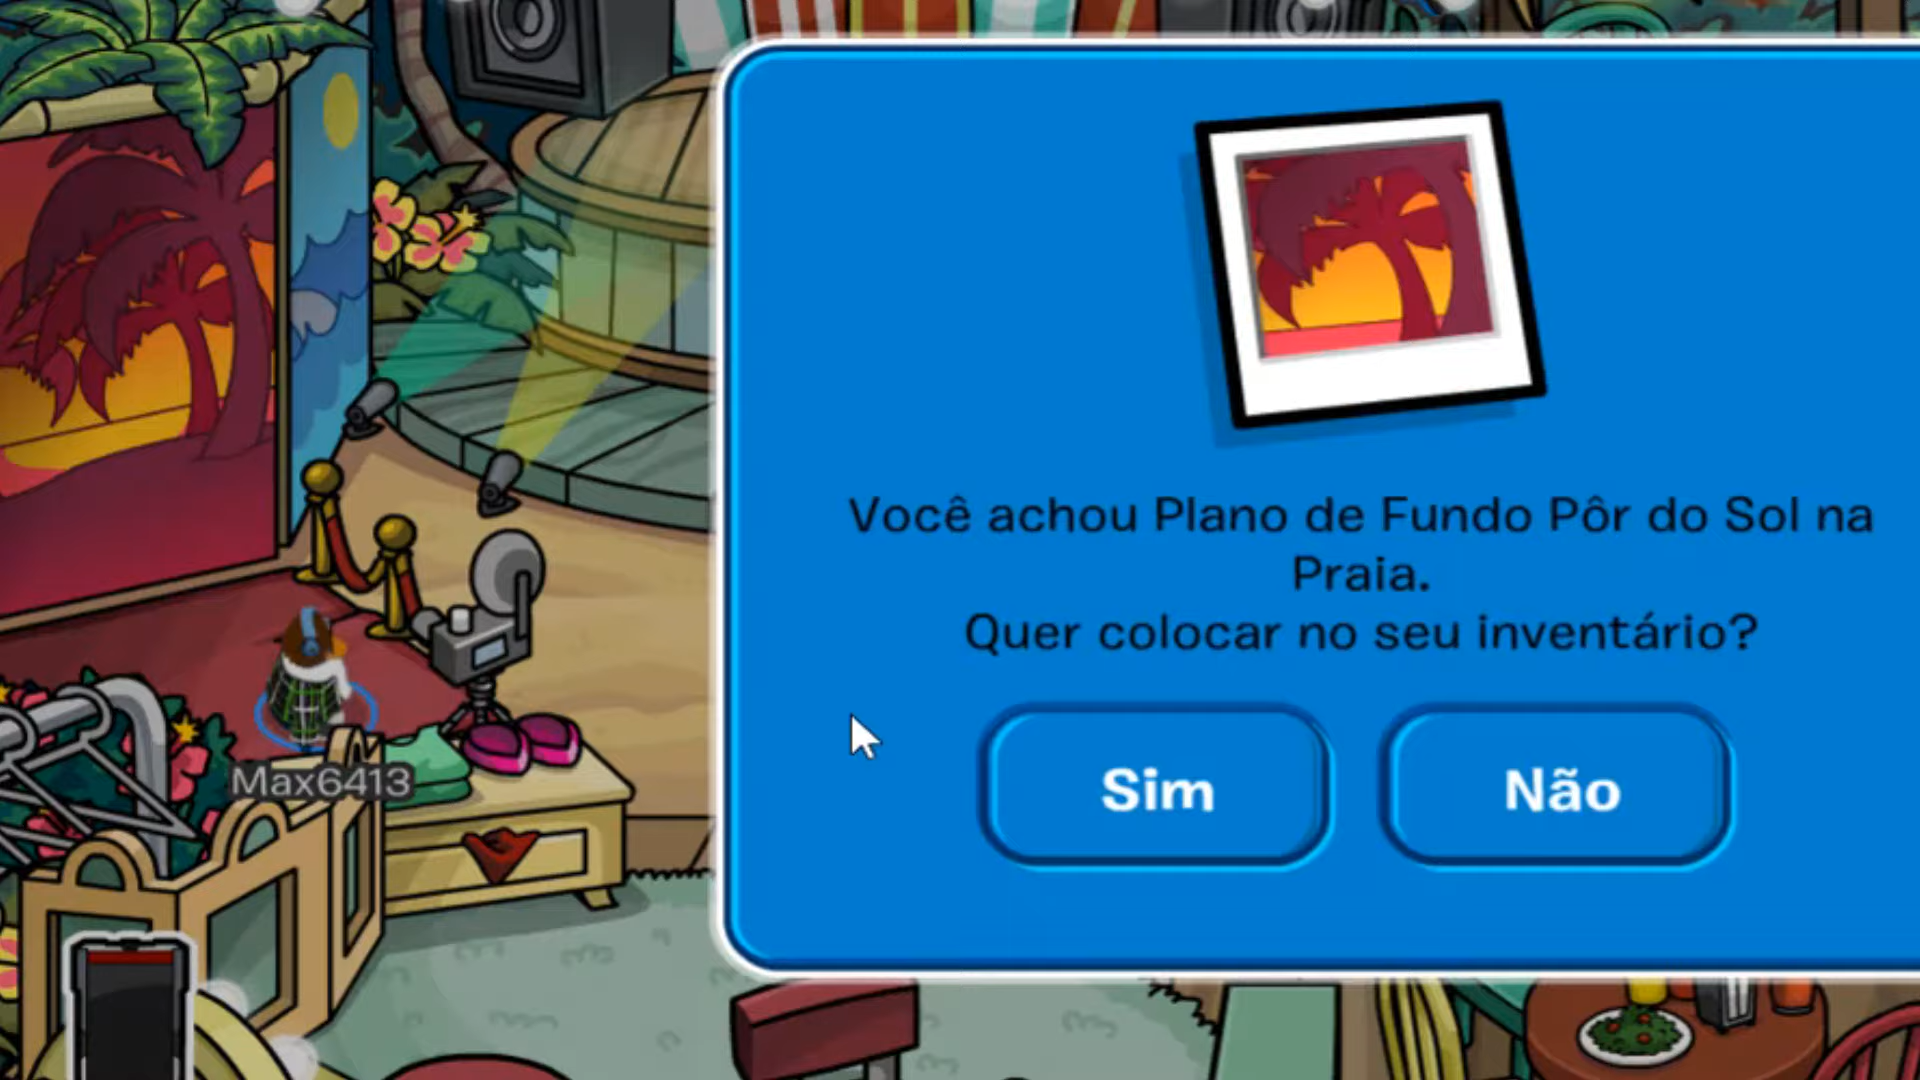 Você achou Plano de Fundo Pôr do Sol na
Praia.
Quer colocar no seu inventário?
Sim
Não
Max6413